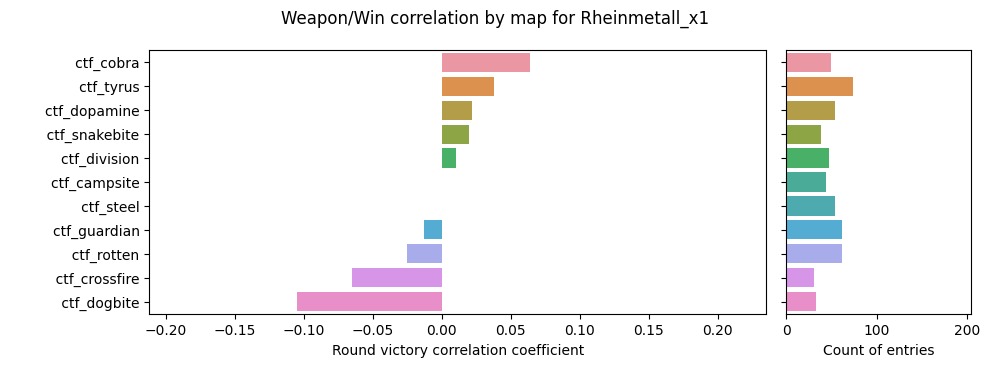 Weapon/Win correlation by map for Rheinmetall_x1
ctf_cobra
ctf_tyrus
ctf_dopamine
ctf_snakebite
ctf_division
ctf_campsite
ctf_steel
ctf_guardian
ctf_rotten
ctf_crossfire
ctf_dogbite
−0.20 −0.15 −0.10 −0.05 0.00 0.05 0.10 0.15 0.20
Round victory correlation coefficient
0 100 200
Count of entries